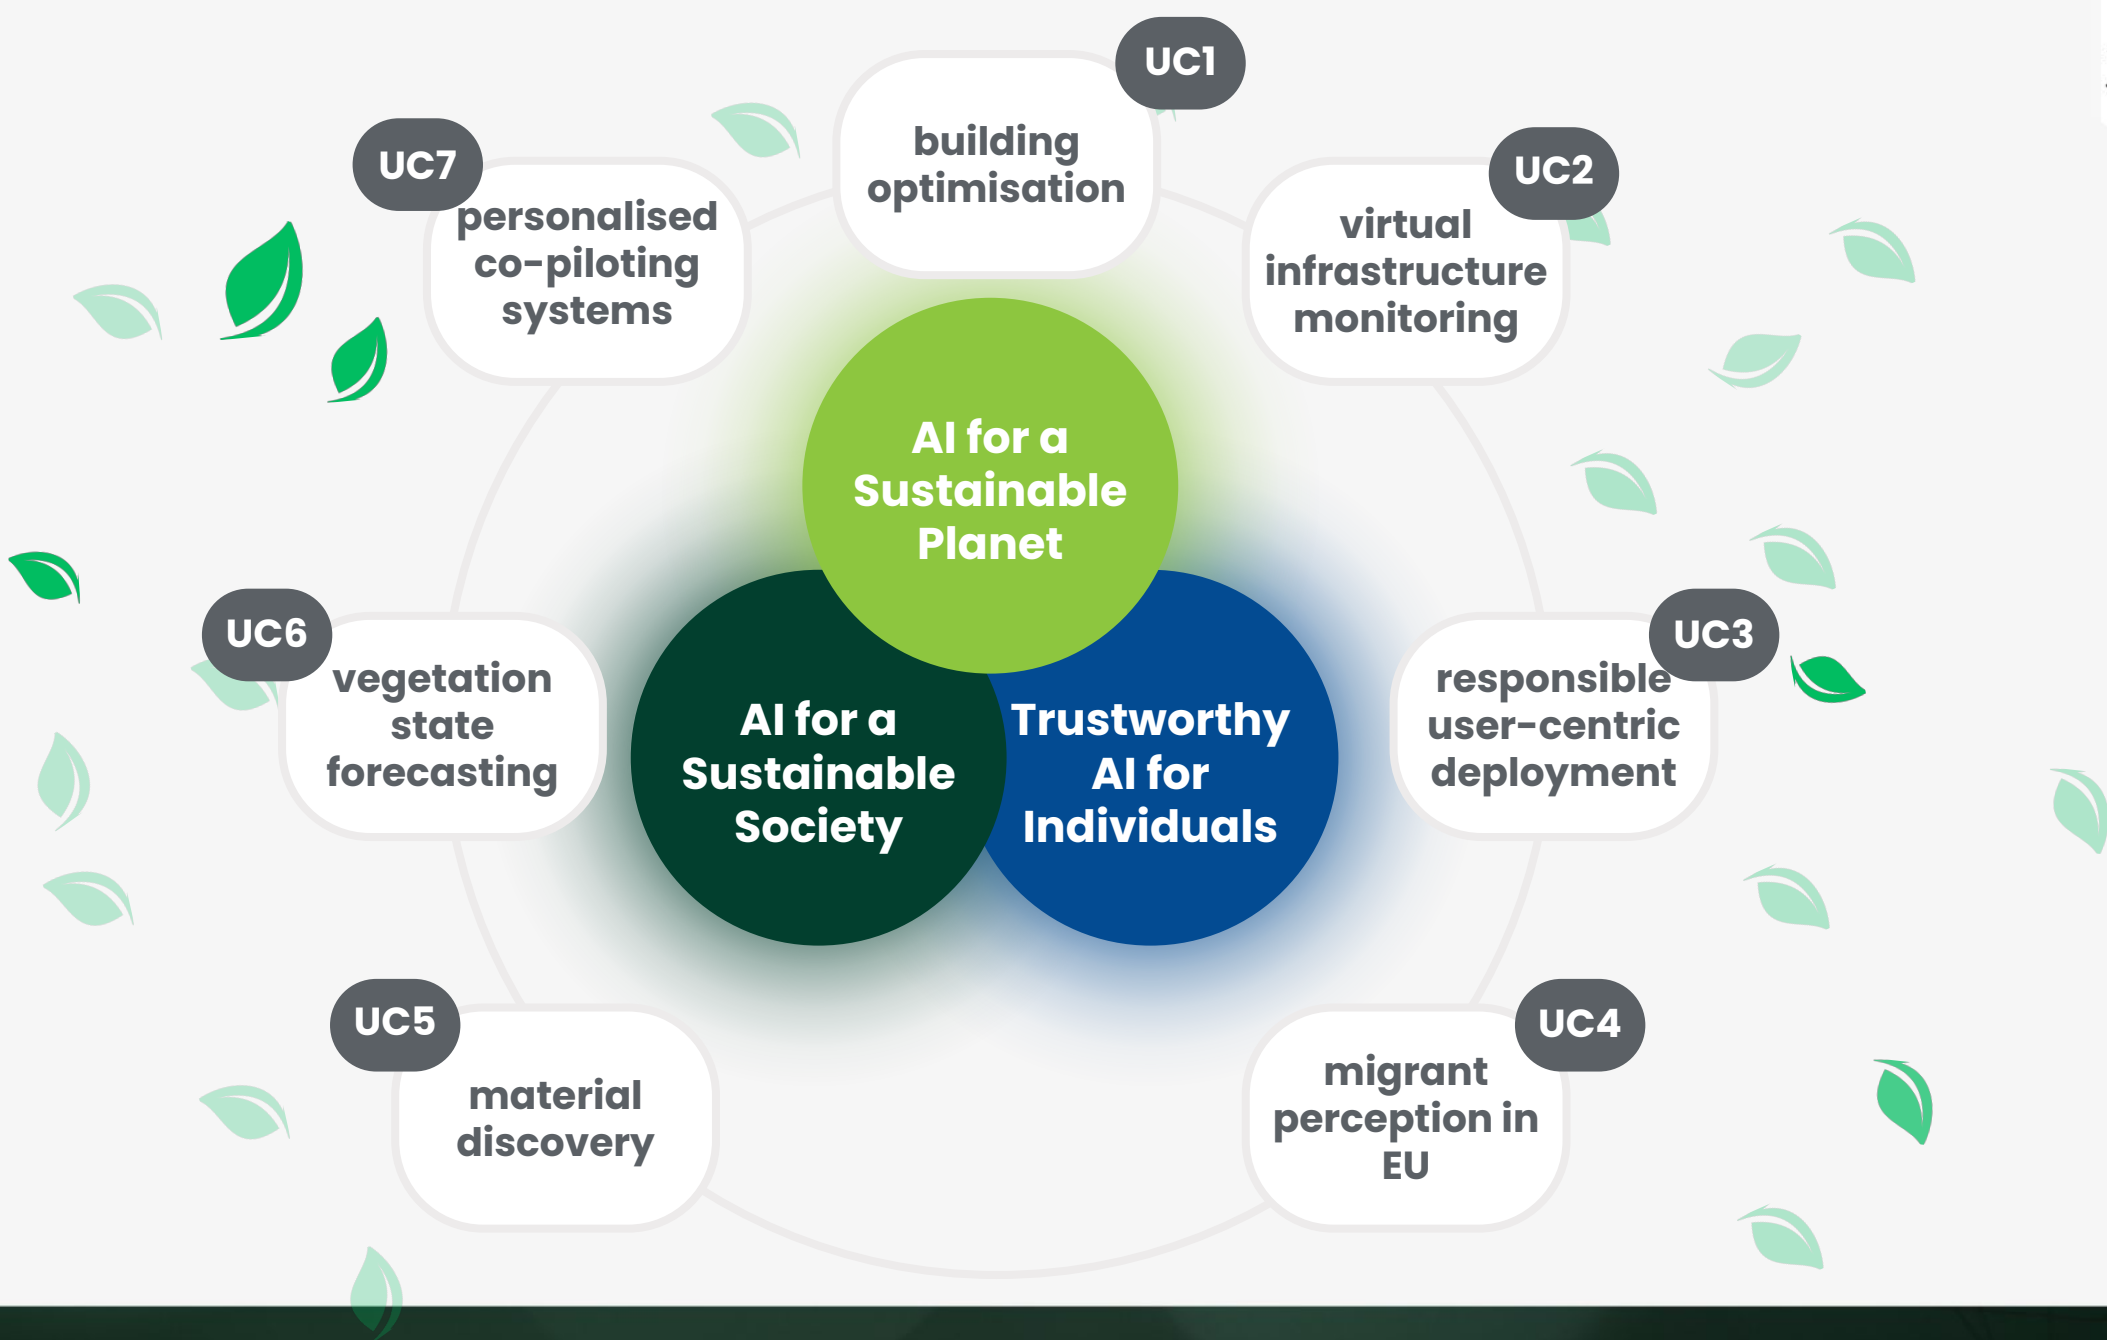 UC1
building
optimisation
UC2
virtual
infrastructure
monitoring
UC3
responsible
user-centric
deployment
UC4
migrant
perception in
EU
UC5
material
discovery
UC6
vegetation
state
forecasting
UC7
personalised
co-piloting
systems
AI for a
Sustainable
Planet
AI for a
Sustainable
Society
Trustworthy
AI for
Individuals